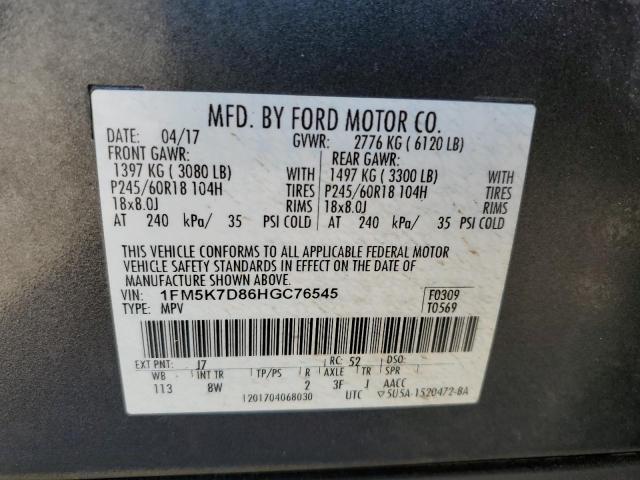 MFD. BY FORD MOTOR CO.
DATE: 04/17 GVWR: 2776 KG ( 6120 LB)
FRONT GAWR: REAR GAWR:
1397 KG ( 3080 LB) WITH 1497 KG ( 3300 LB) WITH
P245/60R18 104H TIRES P245/60R18 104H TIRES
18x8.0J RIMS 18x8.0J RIMS
AT 240 kPa/ 35 PSI COLD AT 240 kPa/ 35 PSI COLD
THIS VEHICLE CONFORMS TO ALL APPLICABLE FEDERAL MOTOR
VEHICLE SAFETY STANDARDS IN EFFECT ON THE DATE OF
MANUFACTURE SHOWN ABOVE.
VIN: 1FM5K7D86HGC76545 F0309
TYPE: MPV T0569
EXT PNT: J7 RC: 52 DSO:
WB INT TR TP/PS R AXLE TR SPR
113 8W 2 3F J AACC
1201704068030 UTC ▽5U5A-1520472-BA